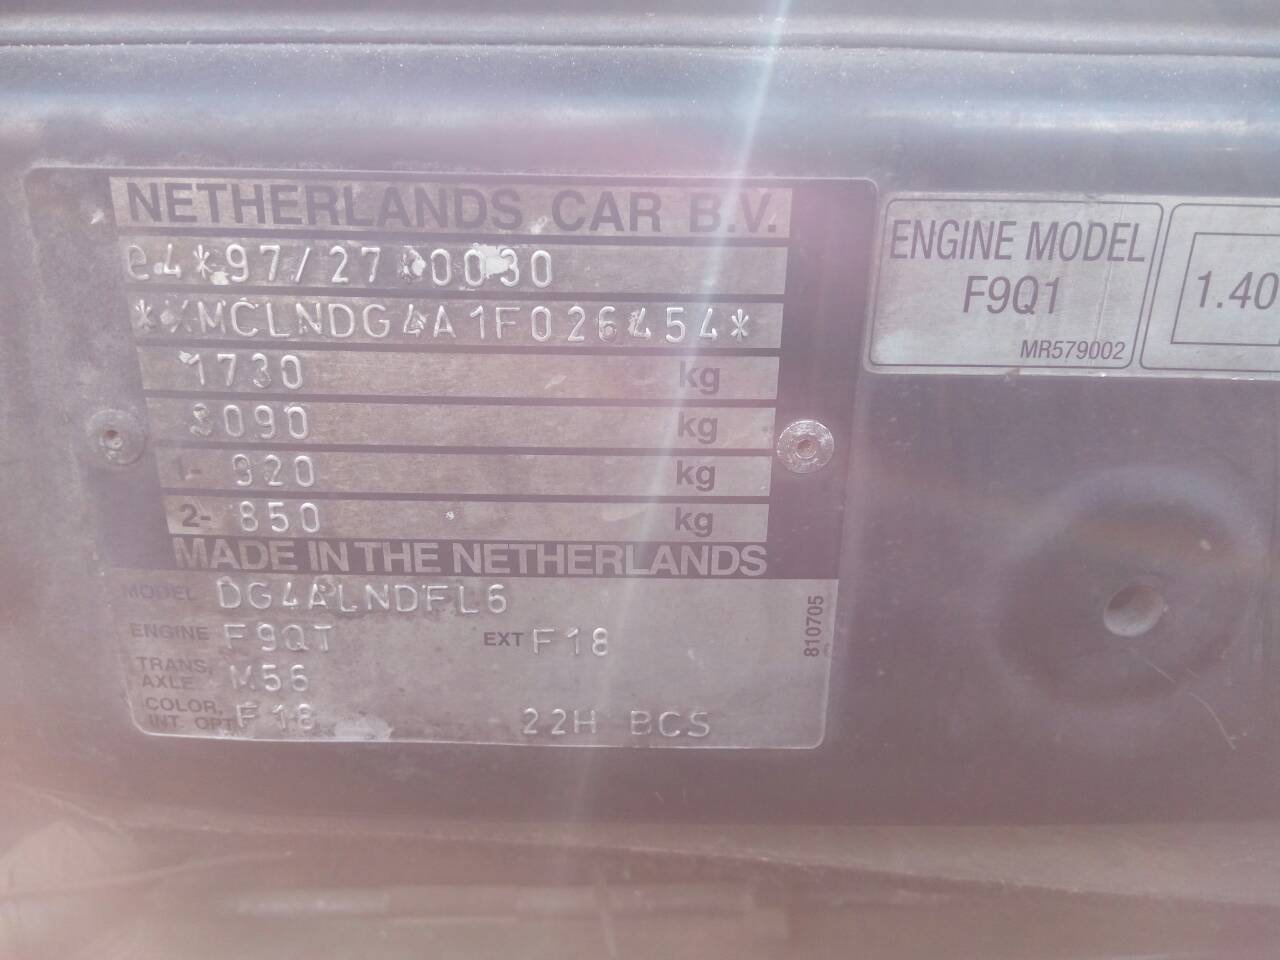 NETHERLANDS CAR B.V.
e4*97/27*0030
*XMCLNDG4A1F026454*
1730 kg
3090 kg
1- 920 kg
2- 850 kg
MADE IN THE NETHERLANDS
MODEL DG4ALNDFL6
ENGINE F9QT EXT F18
TRANS, AXLE M56
COLOR, INT. OPT F18 22H BCS
810705
ENGINE MODEL
F9Q1
MR579002
1.40